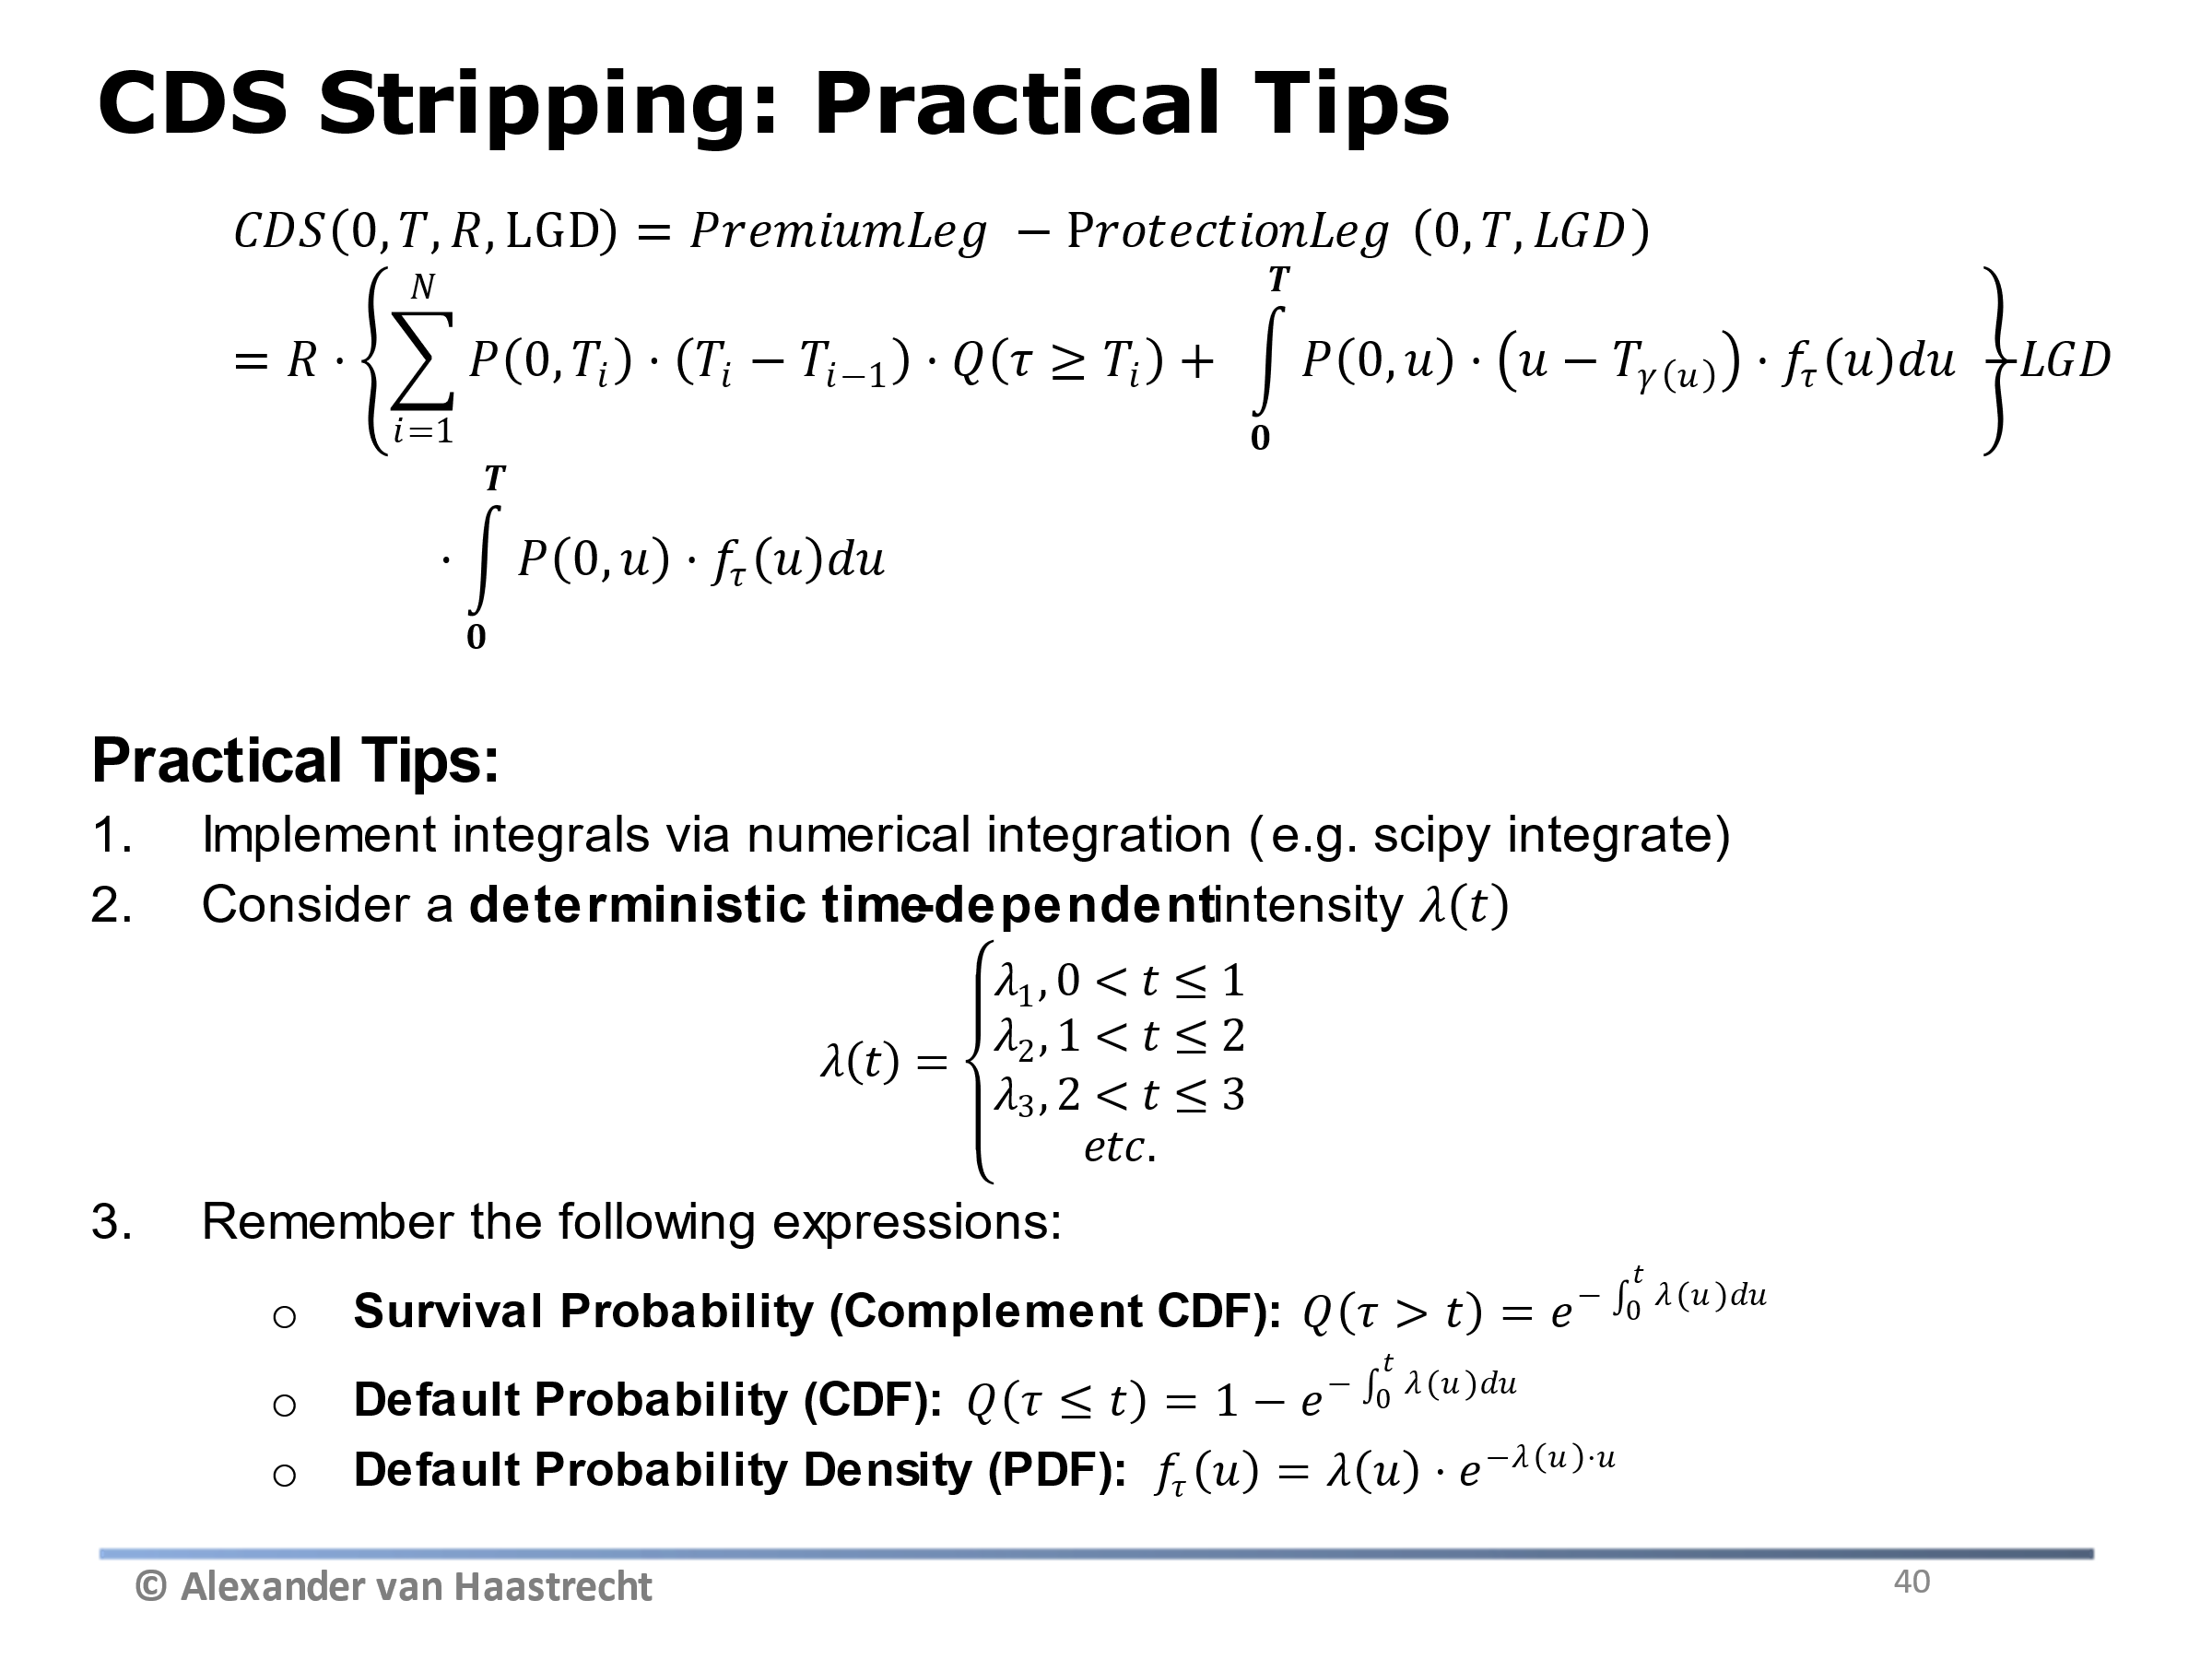 CDS Stripping: Practical Tips
CDS(0, T, R, LGD) = PremiumLeg − ProtectionLeg (0, T, LGD)
= R · { ∑_{i=1}^{N} P(0, T_i) · (T_i − T_{i−1}) · Q(τ ≥ T_i) + ∫_0^T P(0, u) · (u − T_{γ(u)}) · f_τ(u)du } − LGD
· ∫_0^T P(0, u) · f_τ(u)du
Practical Tips:
1. Implement integrals via numerical integration (e.g. scipy integrate)
2. Consider a deterministic time-dependent intensity λ(t)
λ(t) = {
λ_1, 0 < t ≤ 1
λ_2, 1 < t ≤ 2
λ_3, 2 < t ≤ 3
etc.
3. Remember the following expressions:
o Survival Probability (Complement CDF): Q(τ > t) = e^{− ∫_0^t λ(u)du}
o Default Probability (CDF): Q(τ ≤ t) = 1 − e^{− ∫_0^t λ(u)du}
o Default Probability Density (PDF): f_τ(u) = λ(u) · e^{−λ(u)·u}
© Alexander van Haastrecht
40